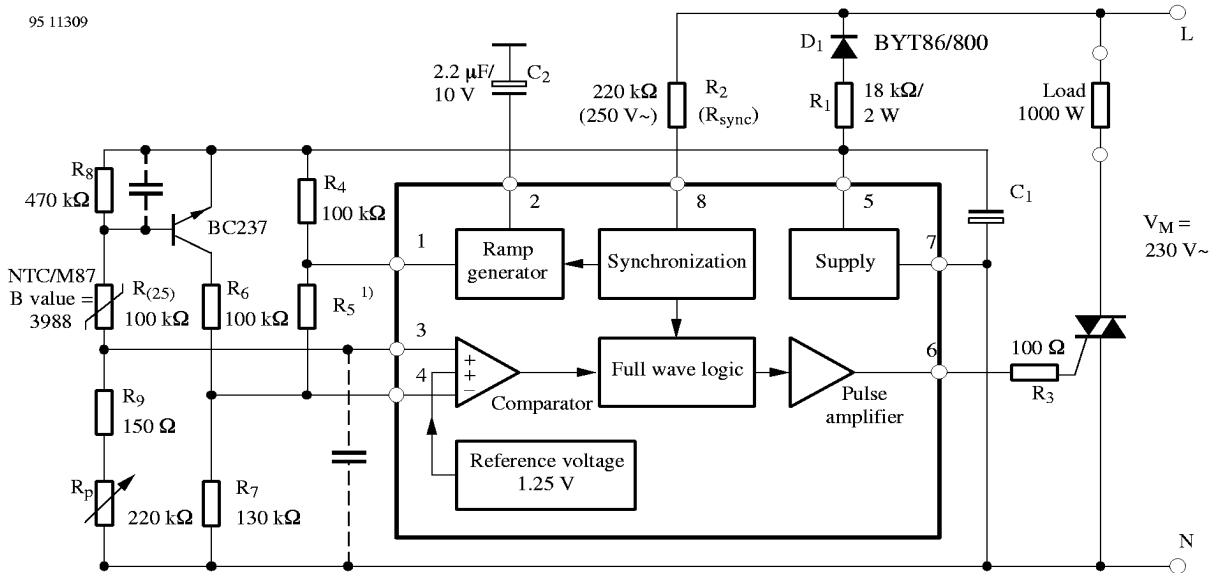 95 11309
L
D1
BYT86/800
2.2 μF/
10 V
C2
220 kΩ
(250 V~)
R2
(Rsync)
R1
18 kΩ/
2 W
Load
1000 W
R8
470 kΩ
BC237
R4
100 kΩ
2
8
5
C1
VM =
230 V~
1
Ramp
generator
Synchronization
Supply
7
NTC/M87
B value =
3988
R(25)
100 kΩ
R6
100 kΩ
R5 1)
3
4
+
+
−
Comparator
Full wave logic
Pulse
amplifier
6
100 Ω
R3
R9
150 Ω
Reference voltage
1.25 V
Rp
220 kΩ
R7
130 kΩ
N